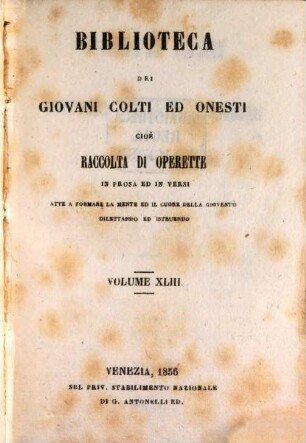 BIBLIOTECA
DEI
GIOVANI COLTI ED ONESTI
CIOÈ
RACCOLTA DI OPERETTE
IN PROSA ED IN VERSI
ATTE A FORMARE LA MENTE ED IL CUORE DELLA GIOVENTÙ
DILETTANDO ED ISTRUENDO
VOLUME XLIII.
VENEZIA, 1856
NEL PRIV. STABILIMENTO NAZIONALE
DI G. ANTONELLI ED.